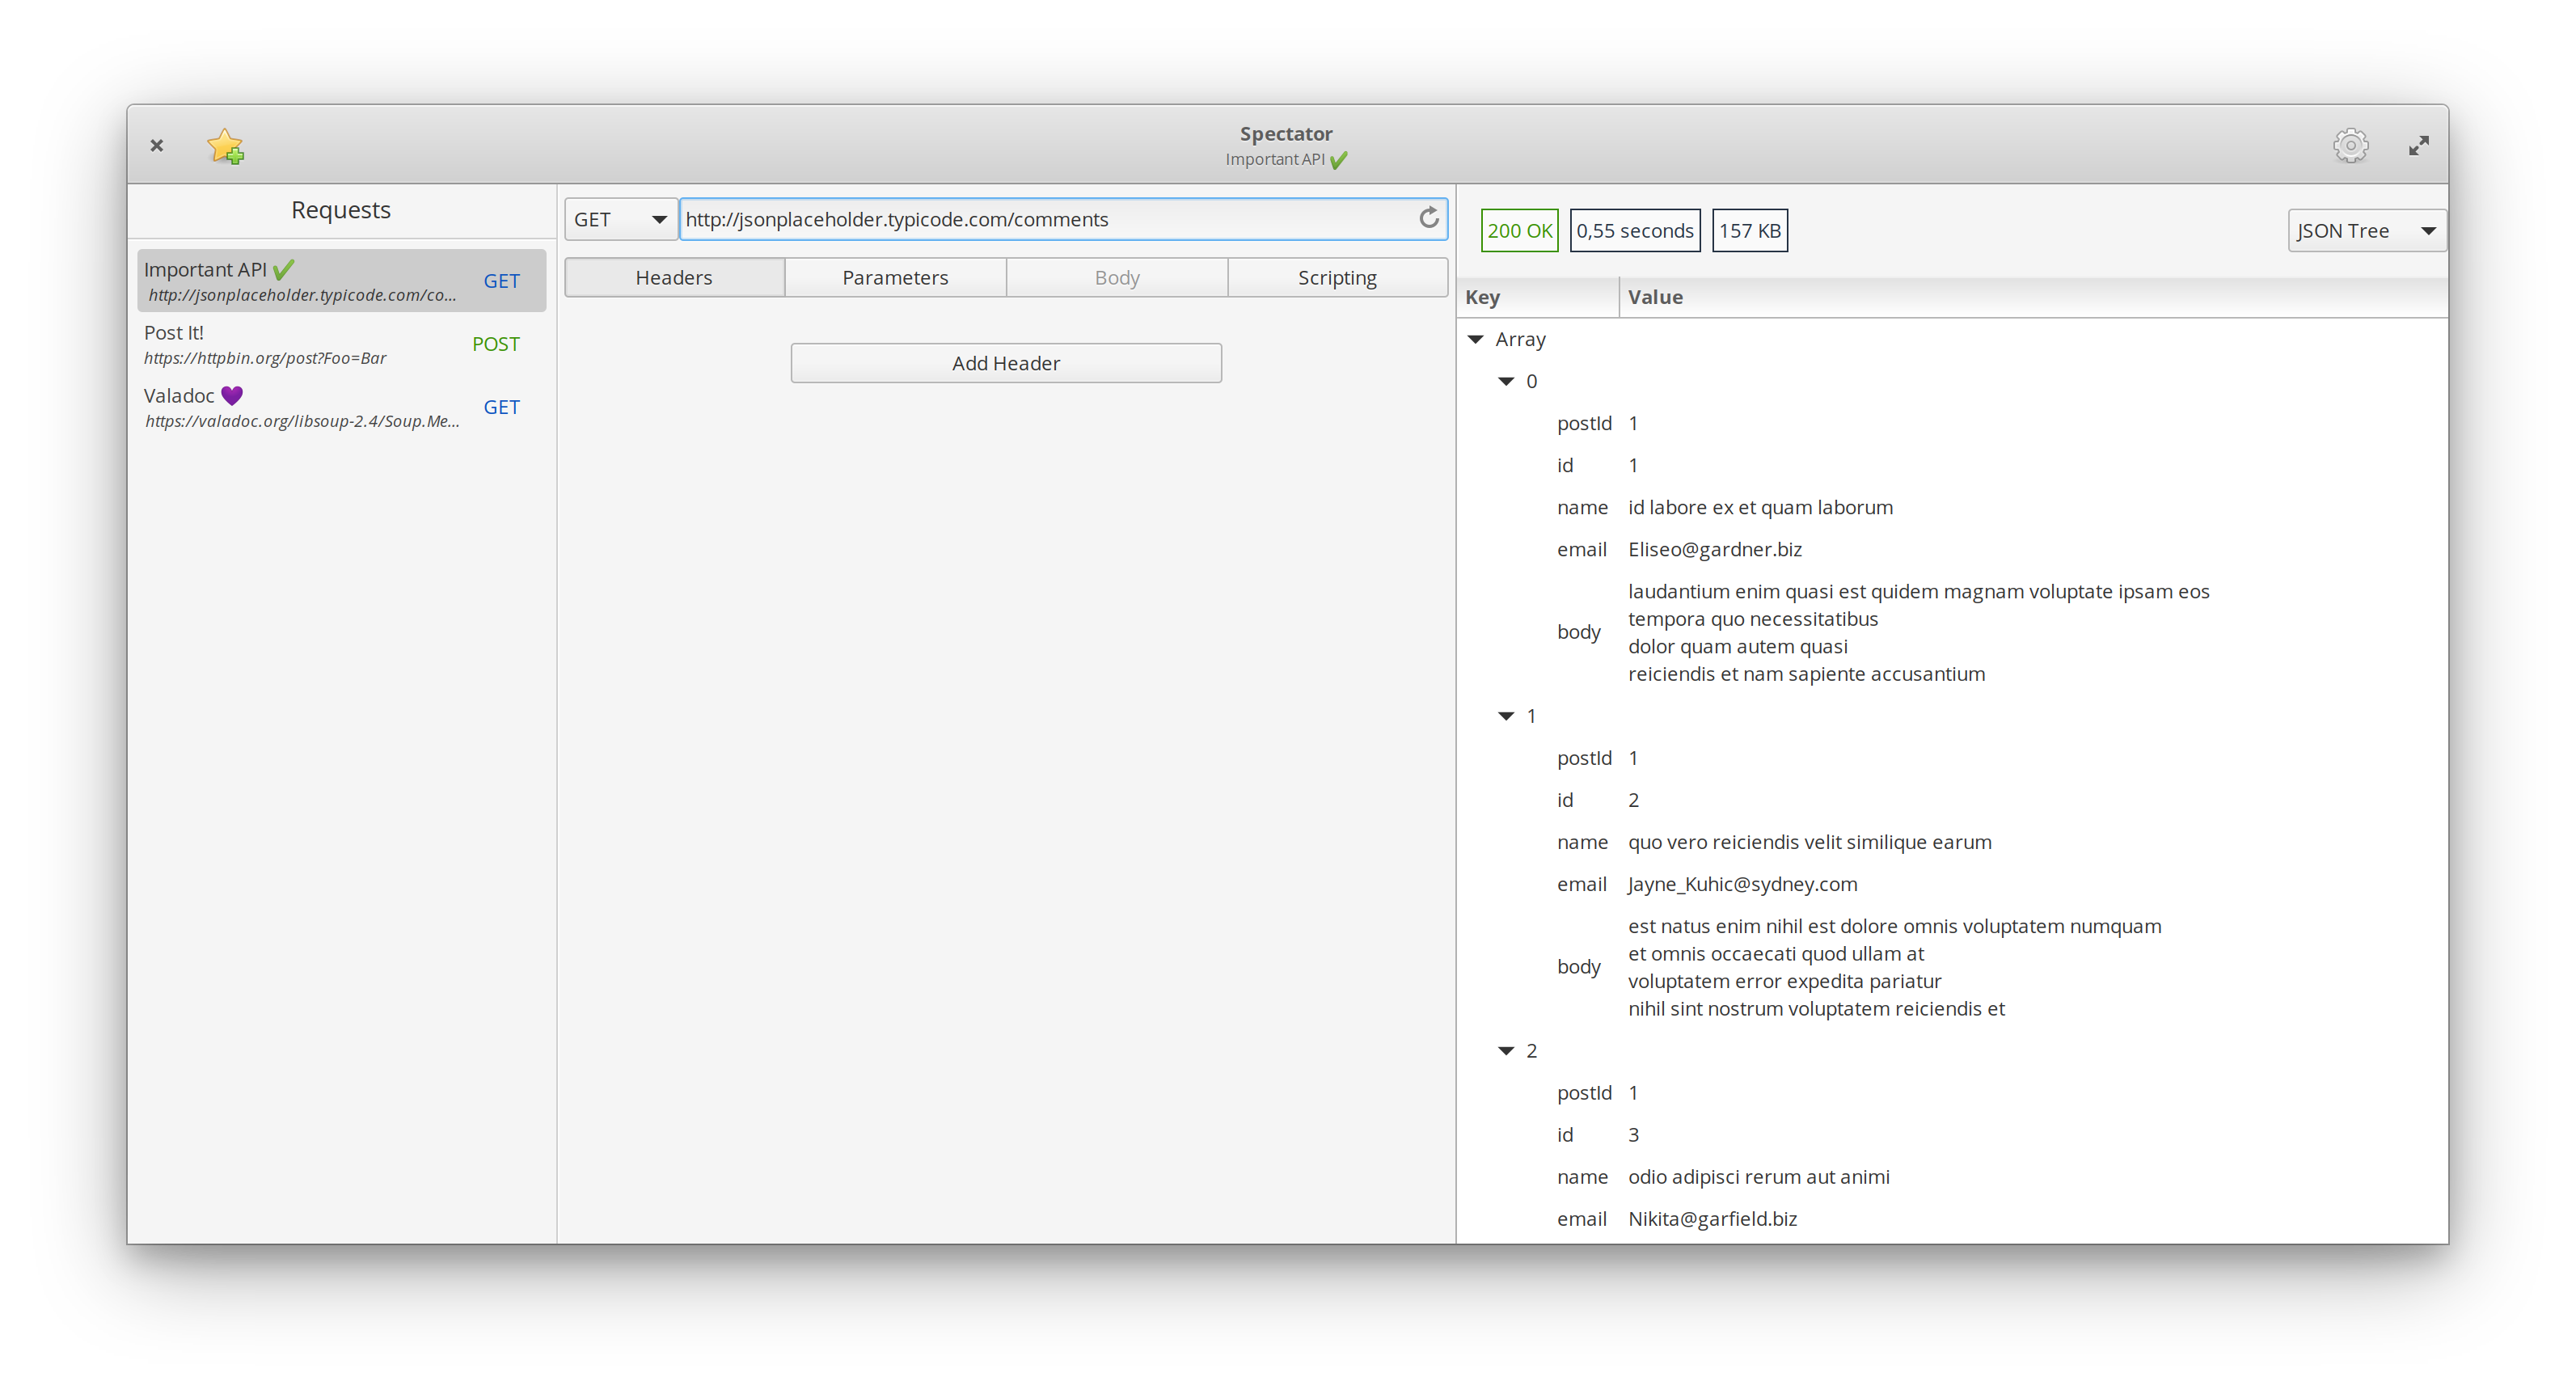 Spectator
Important API ✔
Requests
Important API ✔
http://jsonplaceholder.typicode.com/co...
GET
Post It!
https://httpbin.org/post?Foo=Bar
POST
Valadoc 💜
https://valadoc.org/libsoup-2.4/Soup.Me...
GET
GET
http://jsonplaceholder.typicode.com/comments
Headers
Parameters
Body
Scripting
Add Header
200 OK
0,55 seconds
157 KB
JSON Tree
Key Value
Array
0
postId 1
id 1
name id labore ex et quam laborum
email Eliseo@gardner.biz
body
laudantium enim quasi est quidem magnam voluptate ipsam eos
tempora quo necessitatibus
dolor quam autem quasi
reiciendis et nam sapiente accusantium
1
postId 1
id 2
name quo vero reiciendis velit similique earum
email Jayne_Kuhic@sydney.com
body
est natus enim nihil est dolore omnis voluptatem numquam
et omnis occaecati quod ullam at
voluptatem error expedita pariatur
nihil sint nostrum voluptatem reiciendis et
2
postId 1
id 3
name odio adipisci rerum aut animi
email Nikita@garfield.biz